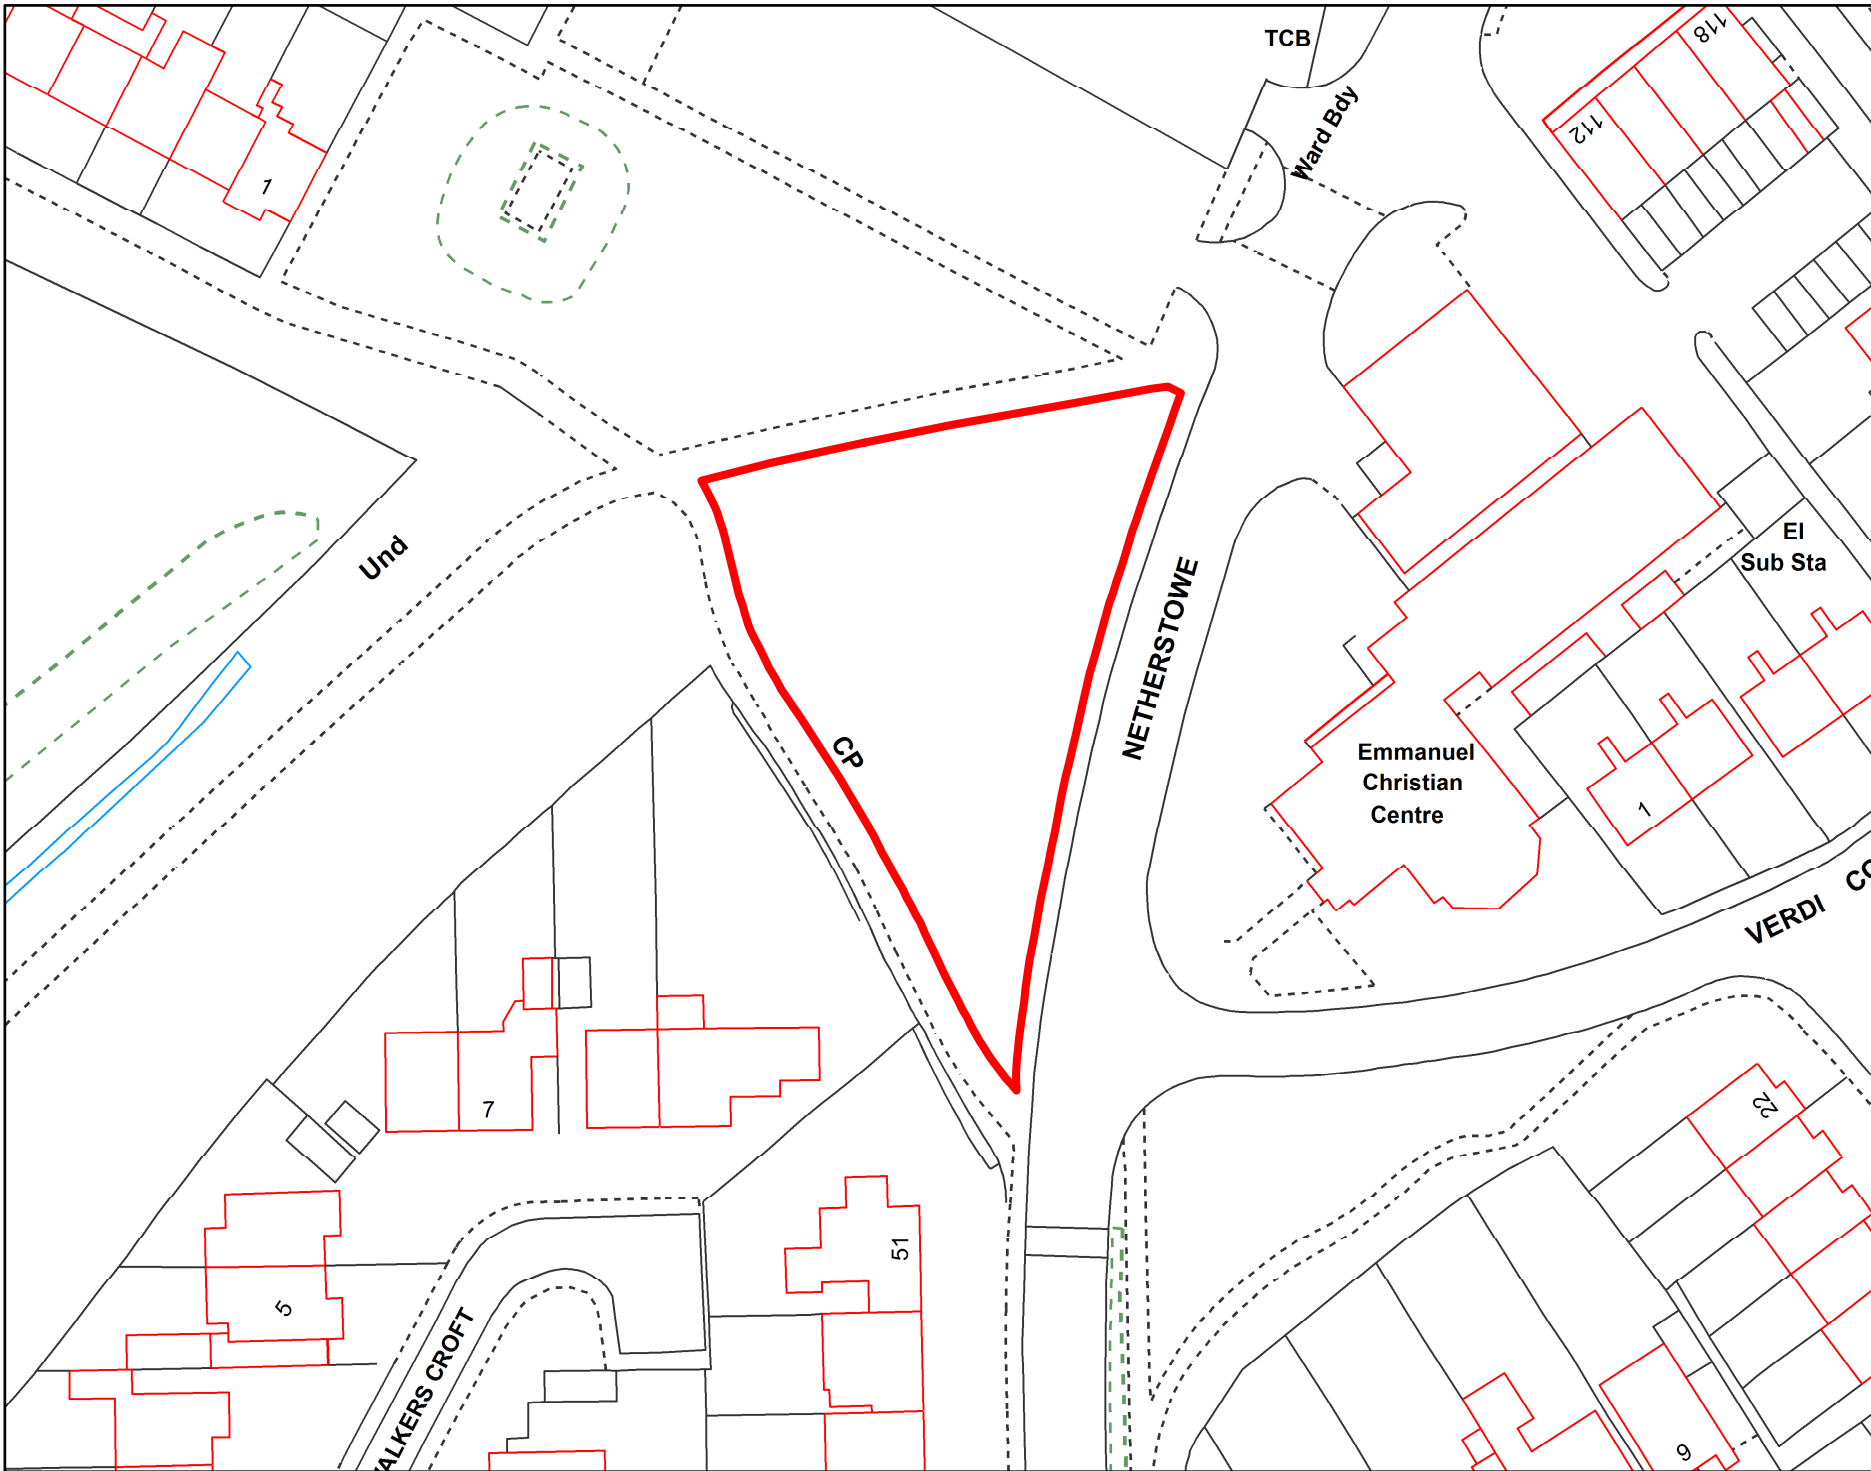 TCB
118
Ward Bdy
112
1
El
Sub Sta
Und
NETHERSTOWE
CP
Emmanuel
Christian
Centre
1
VERDI
7
22
51
5
WALKERS CROFT
9